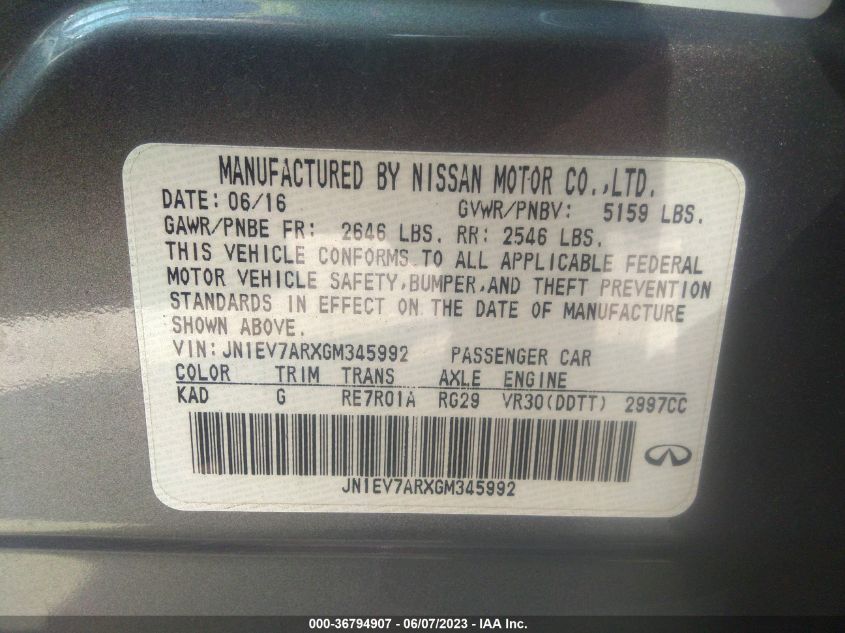 MANUFACTURED BY NISSAN MOTOR CO.,LTD.
DATE: 06/16 GVWR/PNBV: 5159 LBS.
GAWR/PNBE FR: 2646 LBS. RR: 2546 LBS.
THIS VEHICLE CONFORMS TO ALL APPLICABLE FEDERAL
MOTOR VEHICLE SAFETY,BUMPER,AND THEFT PREVENTION
STANDARDS IN EFFECT ON THE DATE OF MANUFACTURE
SHOWN ABOVE.
VIN: JN1EV7ARXGM345992 PASSENGER CAR
COLOR TRIM TRANS AXLE ENGINE
KAD G RE7R01A RG29 VR30(DDTT) 2997CC
JN1EV7ARXGM345992
000-36794907 - 06/07/2023 - IAA Inc.